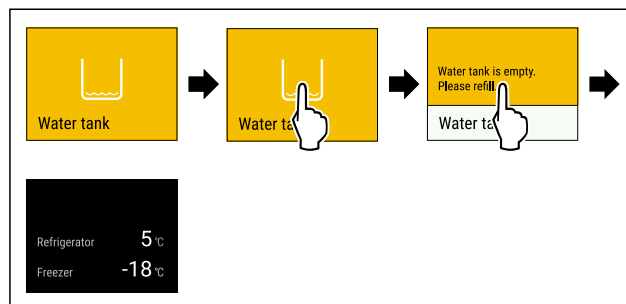 Water tank
Water ta
Water tank is empty.
Please refill
Water ta
Refrigerator 5 °C
Freezer -18 °C